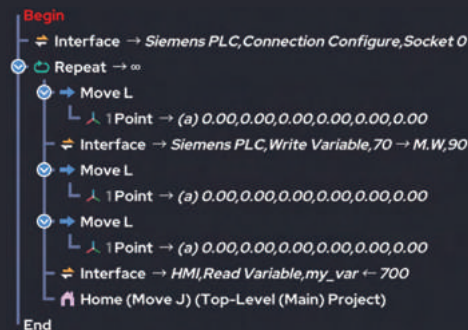 Begin
Interface → Siemens PLC,Connection Configure,Socket 0
Repeat → ∞
Move L
1 Point → (a) 0.00,0.00,0.00,0.00,0.00,0.00
Interface → Siemens PLC,Write Variable,70 → M.W,90
Move L
1 Point → (a) 0.00,0.00,0.00,0.00,0.00,0.00
Move L
1 Point → (a) 0.00,0.00,0.00,0.00,0.00,0.00
Interface → HMI,Read Variable,my_var ← 700
Home (Move J) (Top-Level (Main) Project)
End